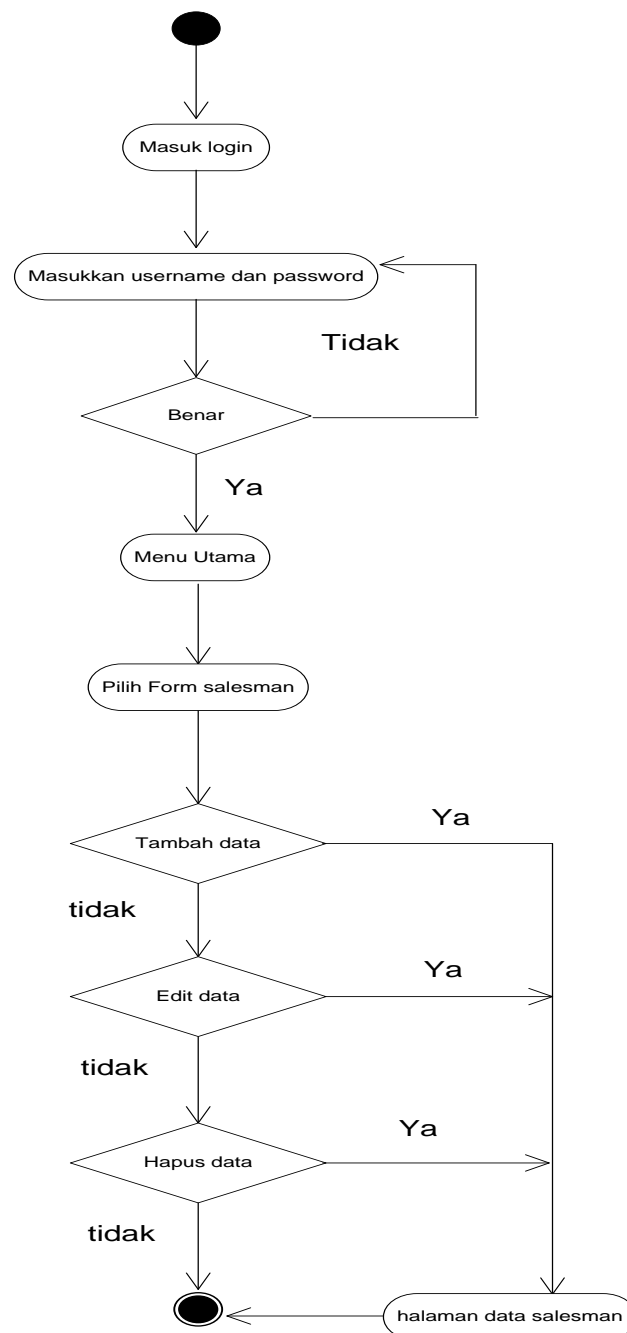 Masuk login
Masukkan username dan password
Tidak
Benar
Ya
Menu Utama
Pilih Form salesman
Ya
Tambah data
tidak
Ya
Edit data
tidak
Ya
Hapus data
tidak
halaman data salesman